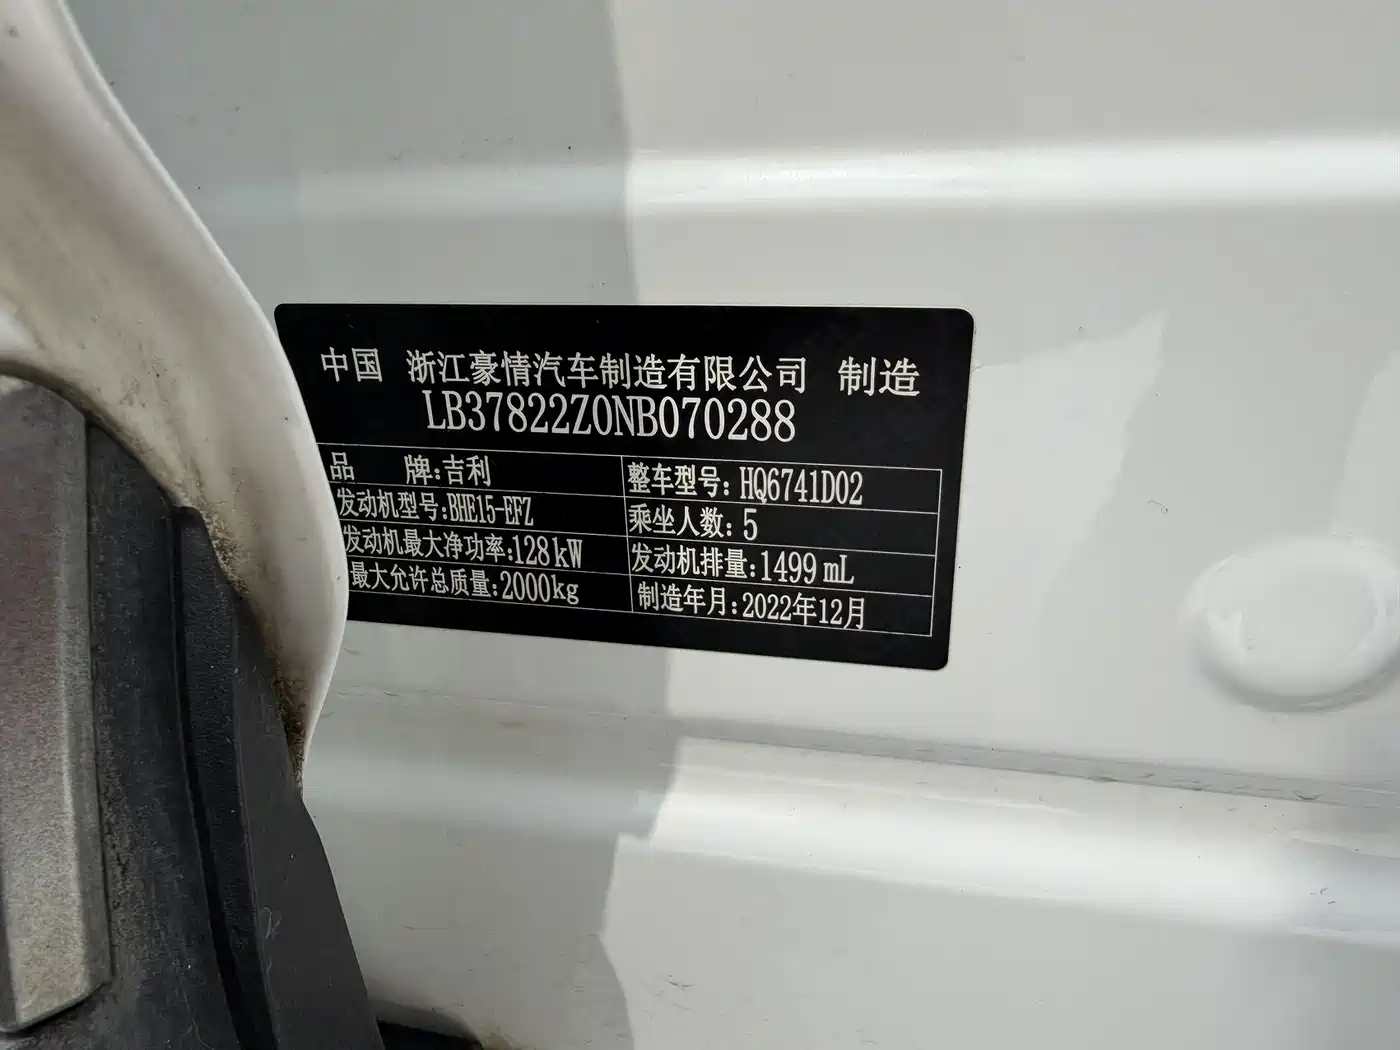 中国 浙江豪情汽车制造有限公司 制造
LB37822Z0NB070288
品 牌:吉利 整车型号:HQ6741D02
发动机型号:BHE15-EFZ 乘坐人数:5
发动机最大净功率:128kW 发动机排量:1499mL
最大允许总质量:2000kg 制造年月:2022年12月